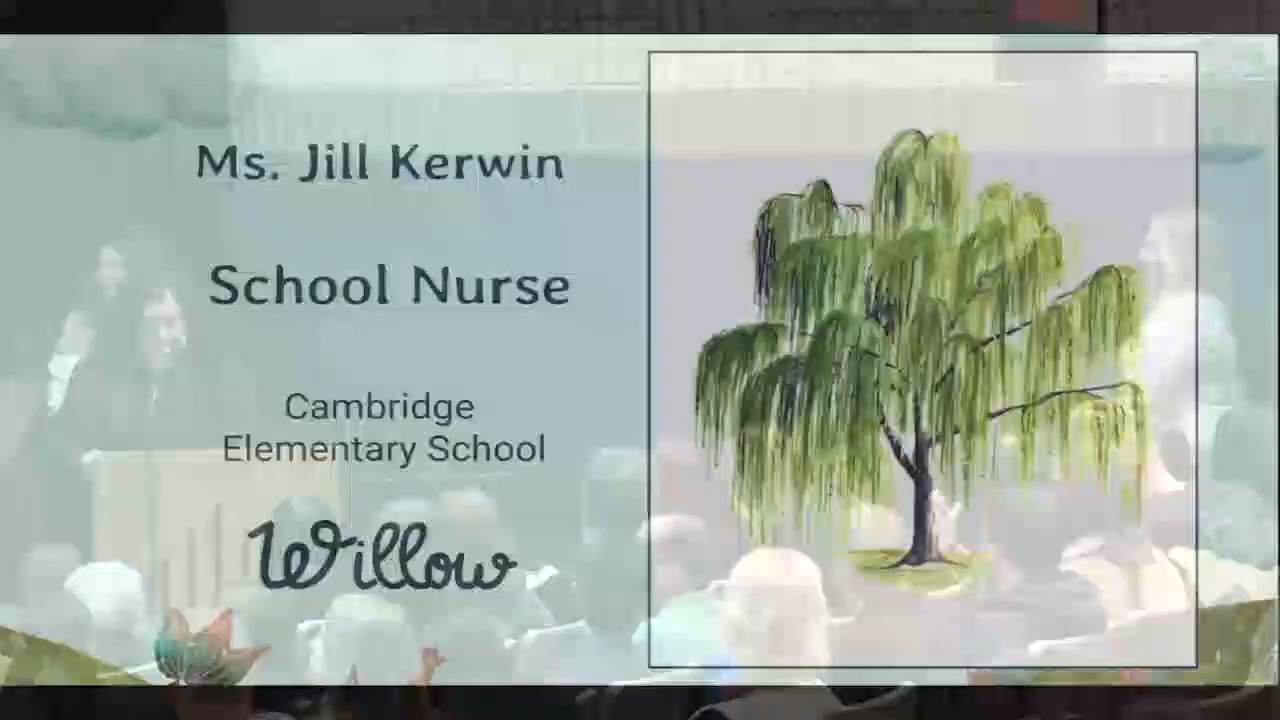 Ms. Jill Kerwin
School Nurse
Cambridge
Elementary School
Willow